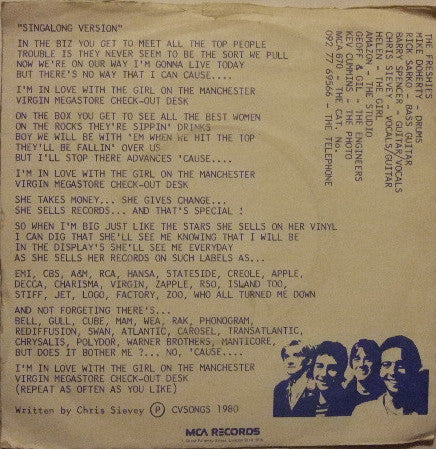 "SINGALONG VERSION"
IN THE BIZ YOU GET TO MEET ALL THE TOP PEOPLE
TROUBLE IS THEY NEVER SEEM TO BE THE SORT WE PULL
NOW WE'RE ON OUR WAY I'M GONNA LIVE TODAY
BUT THERE'S NO WAY THAT I CAN CAUSE....
I'M IN LOVE WITH THE GIRL ON THE MANCHESTER
VIRGIN MEGASTORE CHECK-OUT DESK
ON THE BOX YOU GET TO SEE ALL THE BEST WOMEN
ON THE ROCKS THEY'RE SIPPIN' DRINKS
BOY WE WILL BE WITH 'EM WHEN WE HIT THE TOP
THEY'LL BE FALLIN' OVER US
BUT I'LL STOP THERE ADVANCES 'CAUSE....
I'M IN LOVE WITH THE GIRL ON THE MANCHESTER
VIRGIN MEGASTORE CHECK-OUT DESK
SHE TAKES MONEY,.. SHE GIVES CHANGE...
SHE SELLS RECORDS... AND THAT'S SPECIAL !
SO WHEN I'M BIG JUST LIKE THE STARS SHE SELLS ON HER VINYL
I CAN DIG THAT SHE'LL SEE ME KNOWING THAT I WILL BE
IN THE DISPLAY'S SHE'LL SEE ME EVERYDAY
AS SHE SELLS HER RECORDS ON SUCH LABELS AS...
EMI, CBS, A&M, RCA, HANSA, STATESIDE, CREOLE, APPLE,
DECCA, CHARISMA, VIRGIN, ZAPPLE, RSO, ISLAND TOO,
STIFF, JET, LOGO, FACTORY, ZOO, WHO ALL TURNED ME DOWN
AND NOT FORGETING THERE'S...
BELL, GULL, CUBE, MAM, WEA, RAK, PHONOGRAM,
REDIFFUSION, SWAN, ATLANTIC, CAROSEL, TRANSATLANTIC,
CHRYSALIS, POLYDOR, WARNER BROTHERS, MANTICORE,
BUT DOES IT BOTHER ME ?... NO, 'CAUSE....
I'M IN LOVE WITH THE GIRL ON THE MANCHESTER
VIRGIN MEGASTORE CHECK-OUT DESK
(REPEAT AS OFTEN AS YOU LIKE)
Written by Chris Sievey Ⓟ CVSONGS 1980
THE FRESHIES
MIKE DOHERTY - DRUMS
RICK SARKO - BASS GUITAR
BARRY SPENCER - GUITAR/VOCALS
CHRIS SIEVEY VOCALS/GUITAR
HELEN - THE GIRL
AMAZON - THE STUDIO
GEOFF & GIL - THE ENGINEERS
KEV CUMMINS - THE PHOTO
MCA 670 - THE CAT, No.
092 77 69566 - THE TELEPHONE
MCA RECORDS